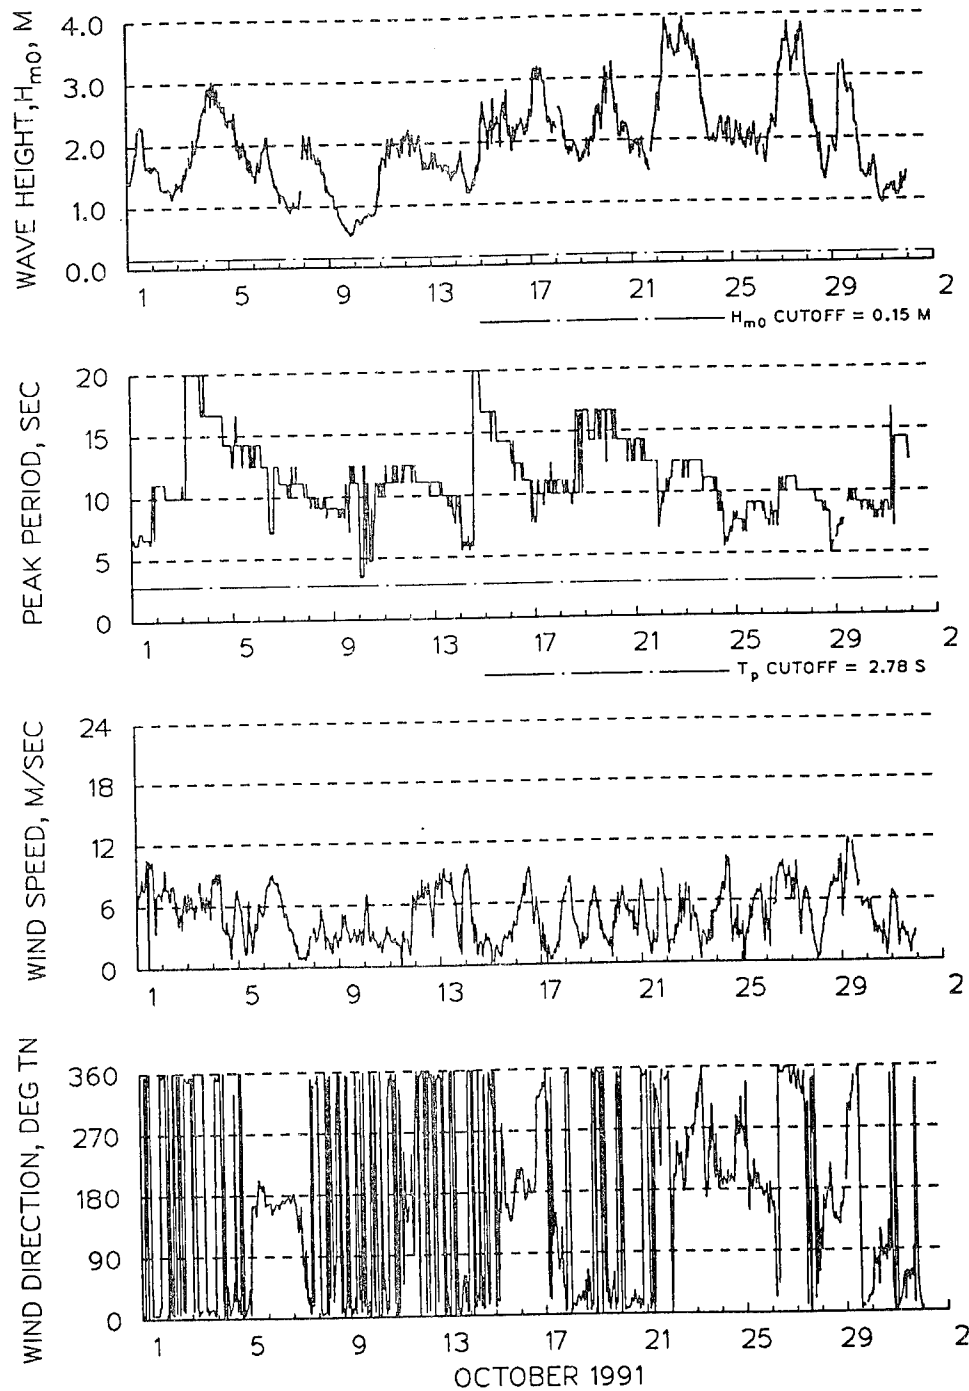 WAVE HEIGHT, Hm0, M
4.0
3.0
2.0
1.0
0.0
1 5 9 13 17 21 25 29 2
Hm0 CUTOFF = 0.15 M
PEAK PERIOD, SEC
20
15
10
5
0
1 5 9 13 17 21 25 29 2
Tp CUTOFF = 2.78 S
WIND SPEED, M/SEC
24
18
12
6
0
1 5 9 13 17 21 25 29 2
WIND DIRECTION, DEG TN
360
270
180
90
0
1 5 9 13 17 21 25 29 2
OCTOBER 1991